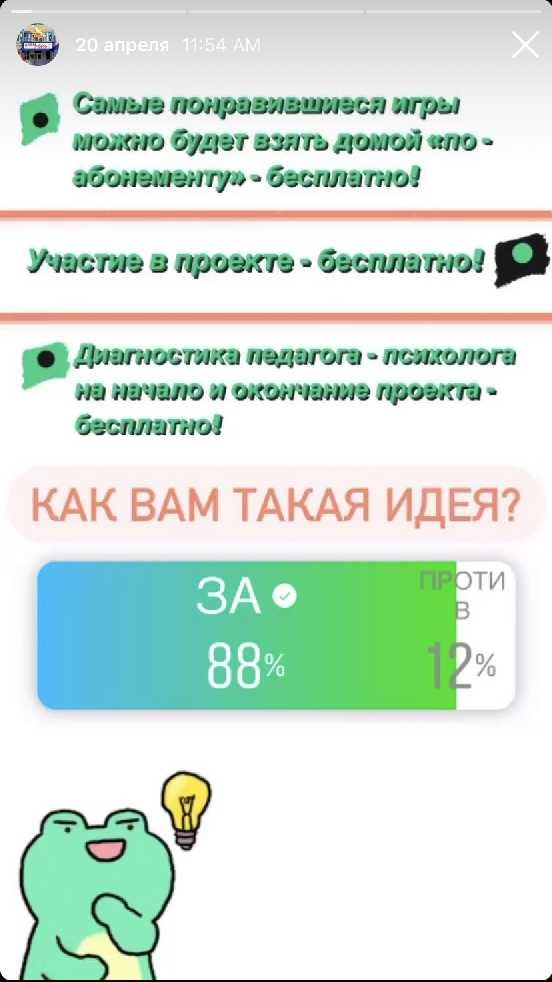 20 апреля 11:54 AM
Самые понравившиеся игры
можно будет взять домой «по -
абонементу» - бесплатно!
Участие в проекте - бесплатно!
Диагностика педагога - психолога
на начало и окончание проекта -
бесплатно!
КАК ВАМ ТАКАЯ ИДЕЯ?
ЗА
ПРОТИ
В
88%
12%